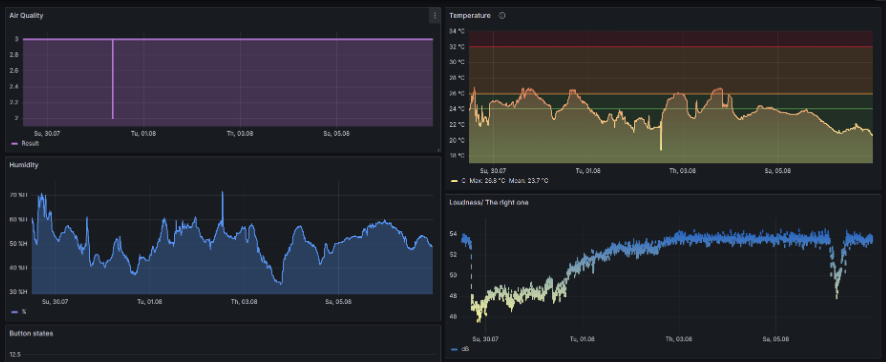 Air Quality
3
2.8
2.6
2.4
2.2
2
Su, 30.07 Tu, 01.08 Th, 03.08 Sa, 05.08
Result
Humidity
70 %H
60 %H
50 %H
40 %H
30 %H
Su, 30.07 Tu, 01.08 Th, 03.08 Sa, 05.08
%
Button states
12.5
Temperature
34 °C
32 °C
30 °C
28 °C
26 °C
24 °C
22 °C
20 °C
18 °C
Su, 30.07 Tu, 01.08 Th, 03.08 Sa, 05.08
C Max: 26.8 °C Mean: 23.7 °C
Loudness/ The right one
54
52
50
48
46
Su, 30.07 Tu, 01.08 Th, 03.08 Sa, 05.08
dB